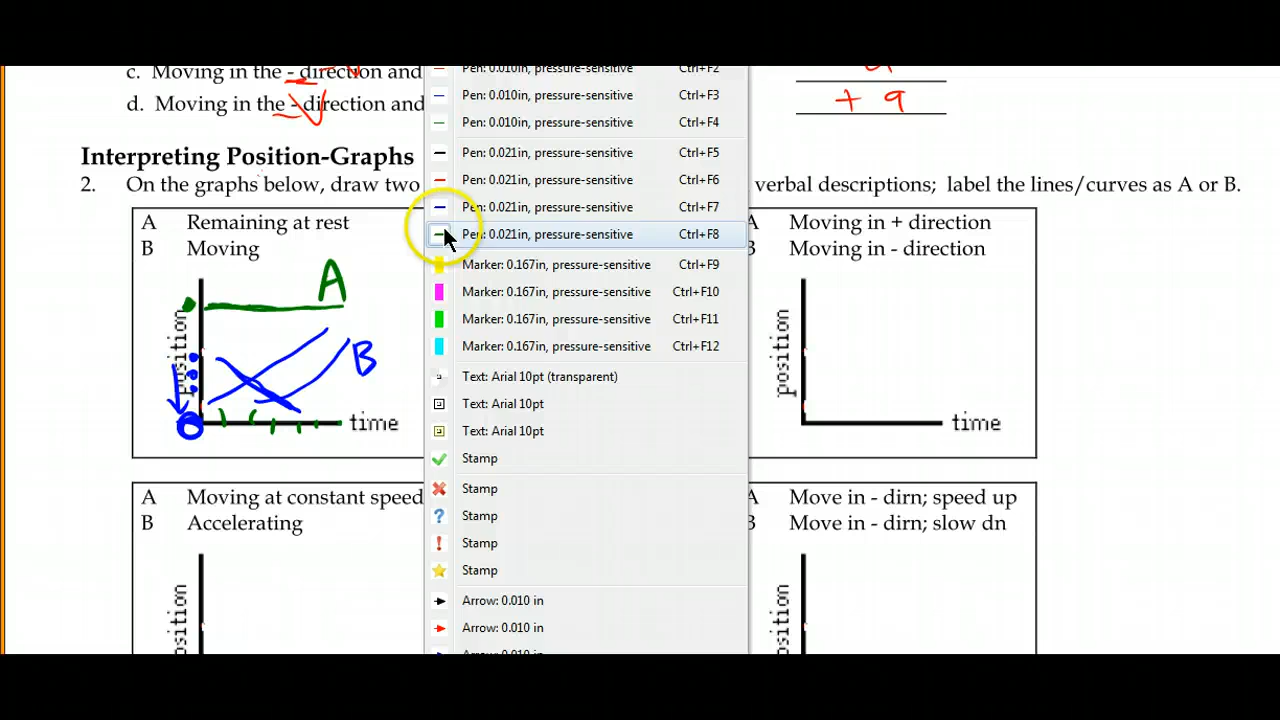 c. Moving in the - direction and
d. Moving in the - direction and
+ a
Interpreting Position-Graphs
2. On the graphs below, draw two verbal descriptions; label the lines/curves as A or B.
A Remaining at rest
B Moving
A
B
position
time
A Moving in + direction
B Moving in - direction
position
time
A Moving at constant speed
B Accelerating
position
A Move in - dirn; speed up
B Move in - dirn; slow dn
position
Pen: 0.010in, pressure-sensitive Ctrl+F2
Pen: 0.010in, pressure-sensitive Ctrl+F3
Pen: 0.010in, pressure-sensitive Ctrl+F4
Pen: 0.021in, pressure-sensitive Ctrl+F5
Pen: 0.021in, pressure-sensitive Ctrl+F6
Pen: 0.021in, pressure-sensitive Ctrl+F7
Pen: 0.021in, pressure-sensitive Ctrl+F8
Marker: 0.167in, pressure-sensitive Ctrl+F9
Marker: 0.167in, pressure-sensitive Ctrl+F10
Marker: 0.167in, pressure-sensitive Ctrl+F11
Marker: 0.167in, pressure-sensitive Ctrl+F12
Text: Arial 10pt (transparent)
Text: Arial 10pt
Text: Arial 10pt
Stamp
Stamp
Stamp
Stamp
Stamp
Arrow: 0.010 in
Arrow: 0.010 in
Arrow: 0.010 in